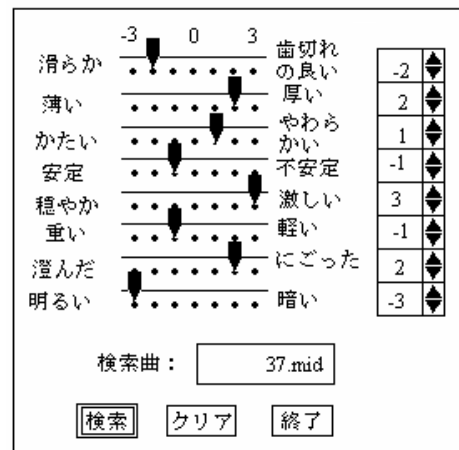 -3 0 3
滑らか 歯切れの良い -2
薄い 厚い 2
かたい やわらかい 1
安定 不安定 -1
穏やか 激しい 3
重い 軽い -1
澄んだ にごった 2
明るい 暗い -3
検索曲： 37.mid
検索 クリア 終了